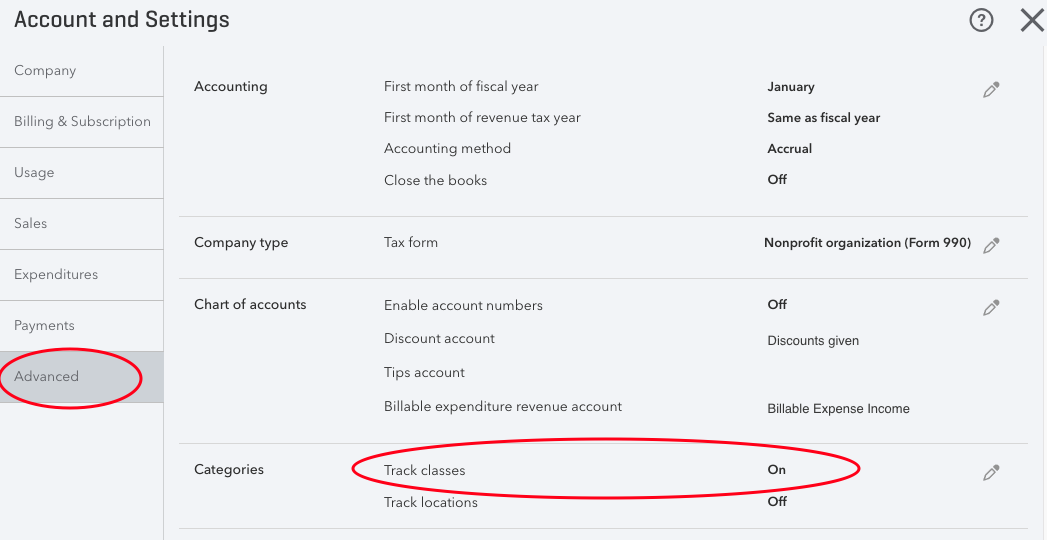 Account and Settings
?
Company
Billing & Subscription
Usage
Sales
Expenditures
Payments
Advanced
Accounting
First month of fiscal year January
First month of revenue tax year Same as fiscal year
Accounting method Accrual
Close the books Off
Company type
Tax form Nonprofit organization (Form 990)
Chart of accounts
Enable account numbers Off
Discount account Discounts given
Tips account
Billable expenditure revenue account Billable Expense Income
Categories
Track classes On
Track locations Off